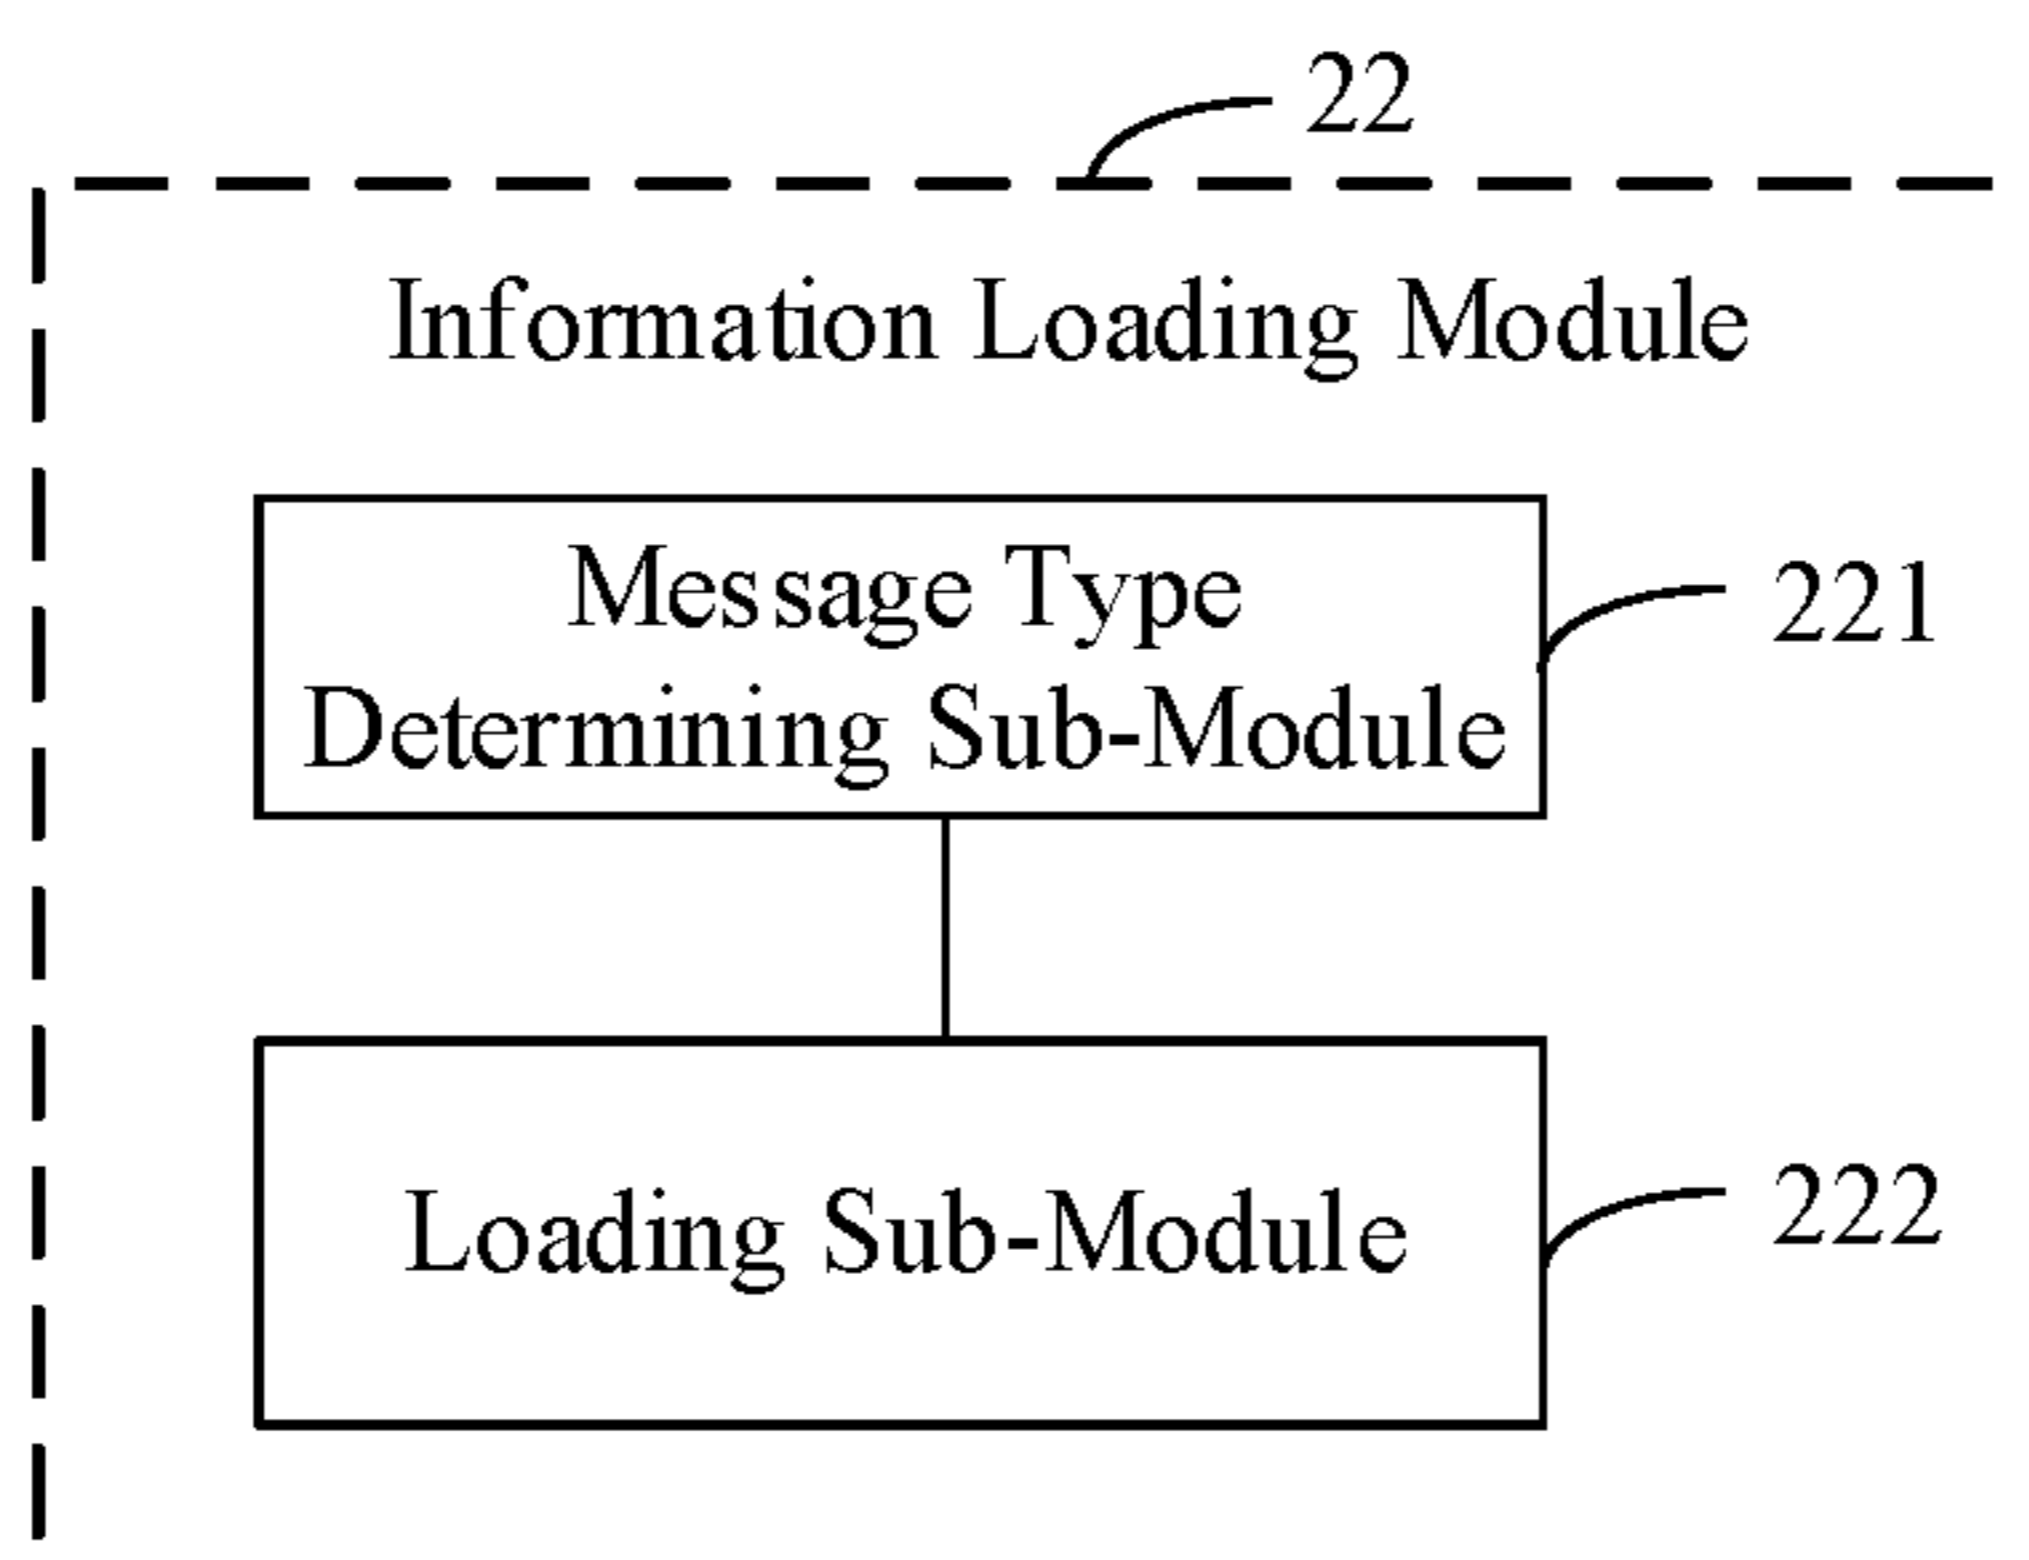 22
Information Loading Module
Message Type
Determining Sub-Module
221
Loading Sub-Module
222